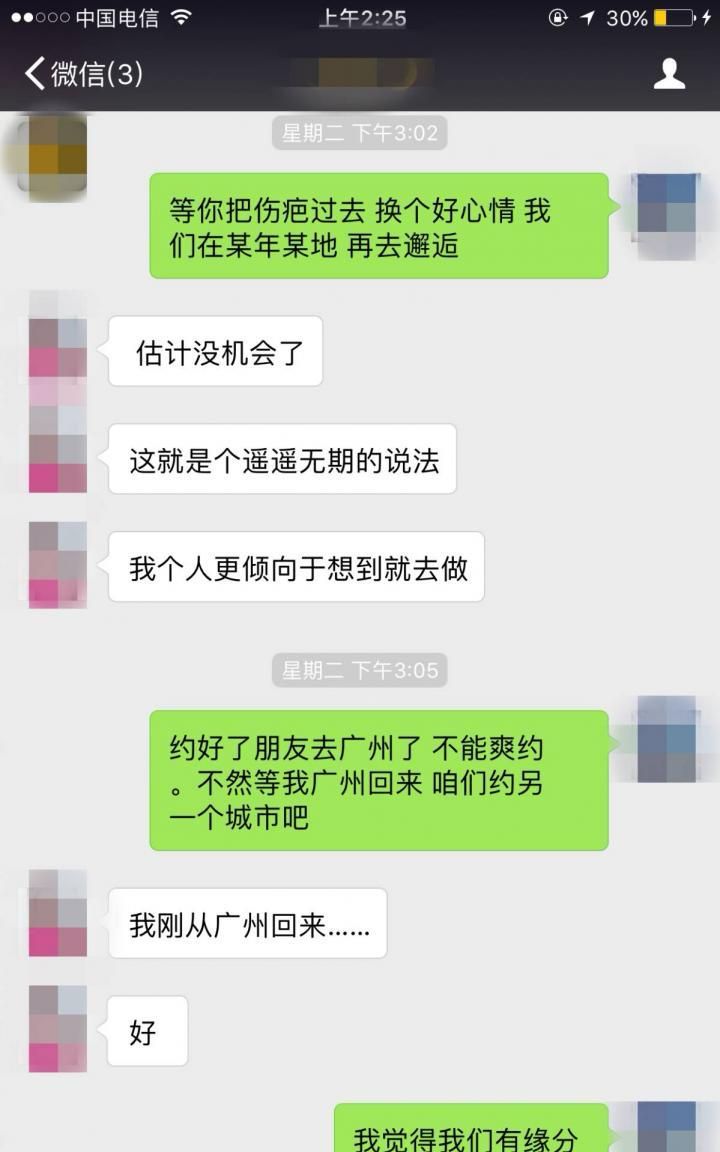 中国电信
上午2:25
30%
微信(3)
星期二 下午3:02
等你把伤疤过去 换个好心情 我
们在某年某地 再去邂逅
估计没机会了
这就是个遥遥无期的说法
我个人更倾向于想到就去做
星期二 下午3:05
约好了朋友去广州了 不能爽约
。不然等我广州回来 咱们约另
一个城市吧
我刚从广州回来……
好
我觉得我们有缘分